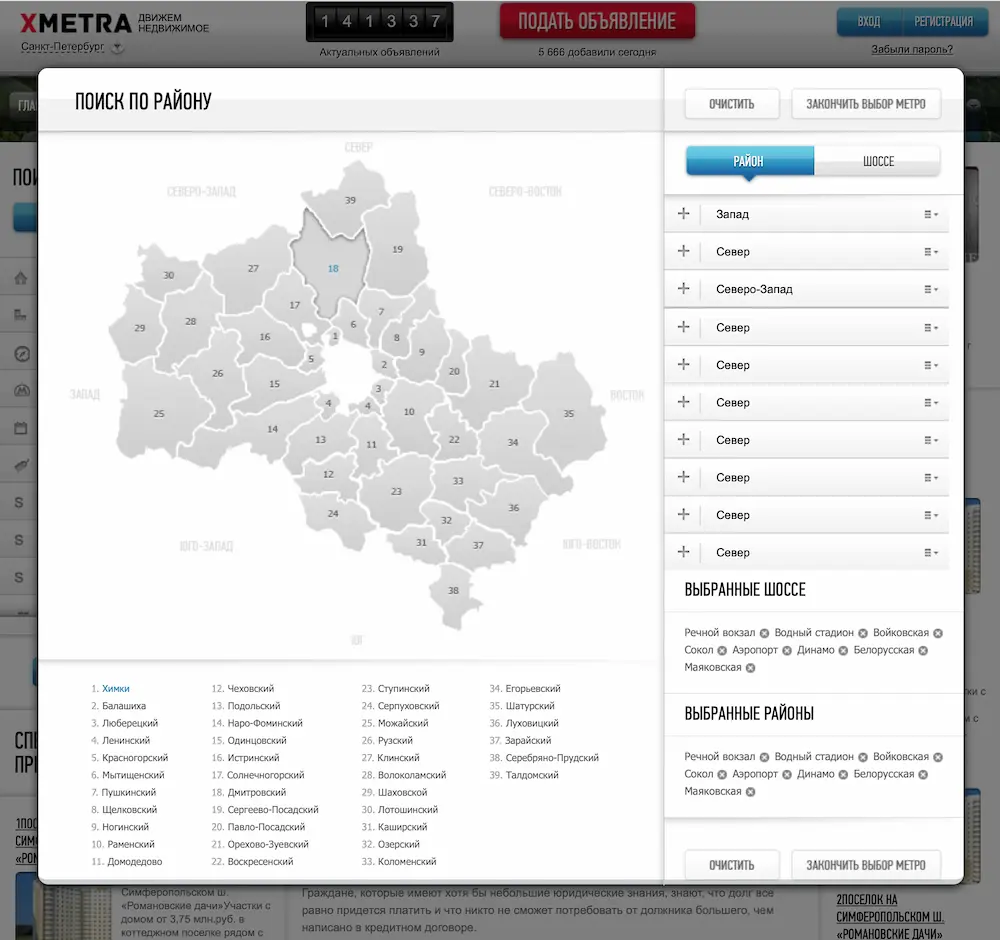 XMETRA ДВИЖЕМ НЕДВИЖИМОЕ
Санкт-Петербург
141337
Актуальных объявлений
ПОДАТЬ ОБЪЯВЛЕНИЕ
5 666 добавили сегодня
ВХОД РЕГИСТРАЦИЯ
Забыли пароль?
ПОИСК ПО РАЙОНУ
ОЧИСТИТЬ ЗАКОНЧИТЬ ВЫБОР МЕТРО
СЕВЕР
СЕВЕРО-ЗАПАД СЕВЕРО-ВОСТОК
39
19
18
27
30
17
7
6
28
29
16
1
8
9
5
2
20
26
15
21
3
4
4
10
25
35
14
13
11
22
34
12
33
23
24
36
32
31
37
38
ЗАПАД
ВОСТОК
ЮГО-ЗАПАД
ЮГО-ВОСТОК
ЮГ
1. Химки
2. Балашиха
3. Люберецкий
4. Ленинский
5. Красногорский
6. Мытищенский
7. Пушкинский
8. Щелковский
9. Ногинский
10. Раменский
11. Домодедово
12. Чеховский
13. Подольский
14. Наро-Фоминский
15. Одинцовский
16. Истринский
17. Солнечногорский
18. Дмитровский
19. Сергеево-Посадский
20. Павло-Посадский
21. Орехово-Зуевский
22. Воскресенский
23. Ступинский
24. Серпуховский
25. Можайский
26. Рузский
27. Клинский
28. Волоколамский
29. Шаховской
30. Лотошинский
31. Каширский
32. Озерский
33. Коломенский
34. Егорьевский
35. Шатурский
36. Луховицкий
37. Зарайский
38. Серебряно-Прудский
39. Талдомский
РАЙОН ШОССЕ
Запад
Север
Северо-Запад
Север
Север
Север
Север
Север
Север
Север
ВЫБРАННЫЕ ШОССЕ
Речной вокзал Водный стадион Войковская
Сокол Аэропорт Динамо Белорусская
Маяковская
ВЫБРАННЫЕ РАЙОНЫ
Речной вокзал Водный стадион Войковская
Сокол Аэропорт Динамо Белорусская
Маяковская
ОЧИСТИТЬ ЗАКОНЧИТЬ ВЫБОР МЕТРО
Симферопольском ш.
«Романовские дачи»Участки с
домом от 3,75 млн.руб. в
коттеджном поселке рядом с
Граждане, которые имеют хотя бы небольшие юридические знания, знают, что долг все
равно придется платить и что никто не сможет потребовать от должника большего, чем
написано в кредитном договоре.
2ПОСЕЛОК НА
СИМФЕРОПОЛЬСКОМ Ш.
«РОМАНОВСКИЕ ДАЧИ»